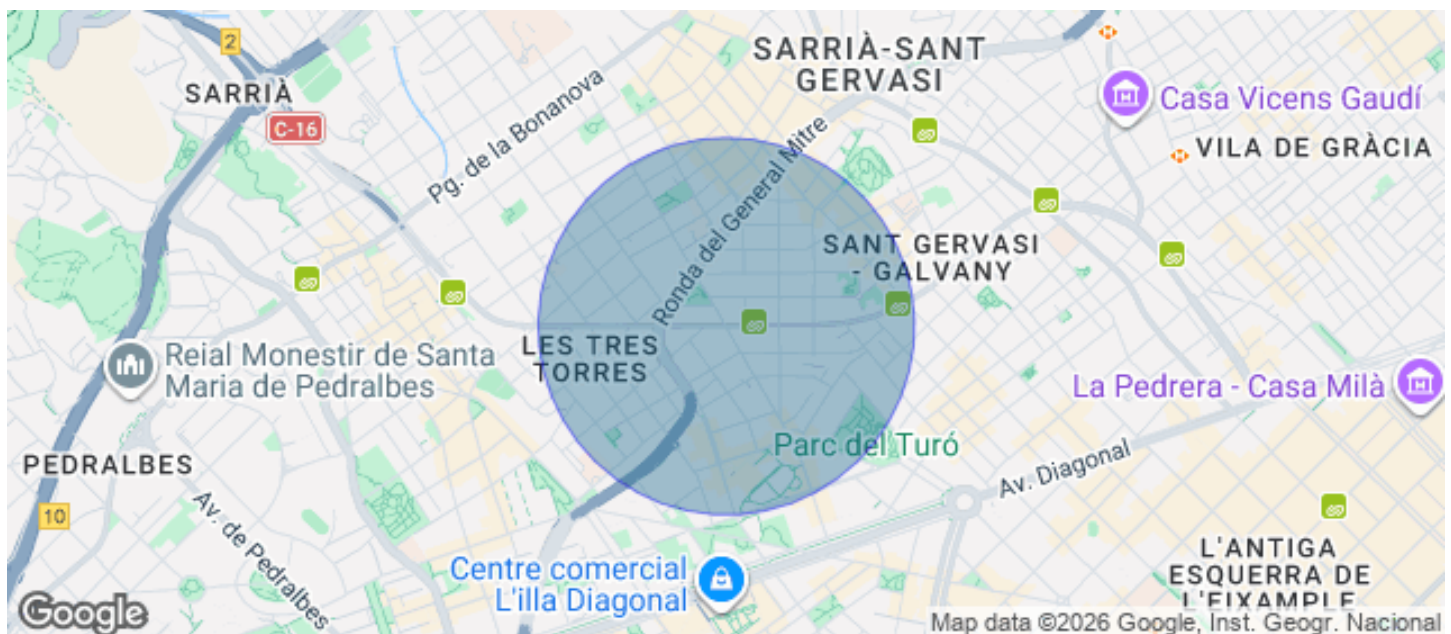 2
SARRIÀ
C-16
Pg. de la Bonanova
SARRIÀ-SANT
GERVASI
Casa Vicens Gaudí
VILA DE GRÀCIA
Ronda del General Mitre
SANT GERVASI
- GALVANY
LES TRES
TORRES
Reial Monestir de Santa
Maria de Pedralbes
La Pedrera - Casa Milà
Parc del Turó
PEDRALBES
Av. Diagonal
10
Av. de Pedralbes
Centre comercial
L'illa Diagonal
L'ANTIGA
ESQUERRA DE
L'EIXAMPLE
Google
Map data ©2026 Google, Inst. Geogr. Nacional